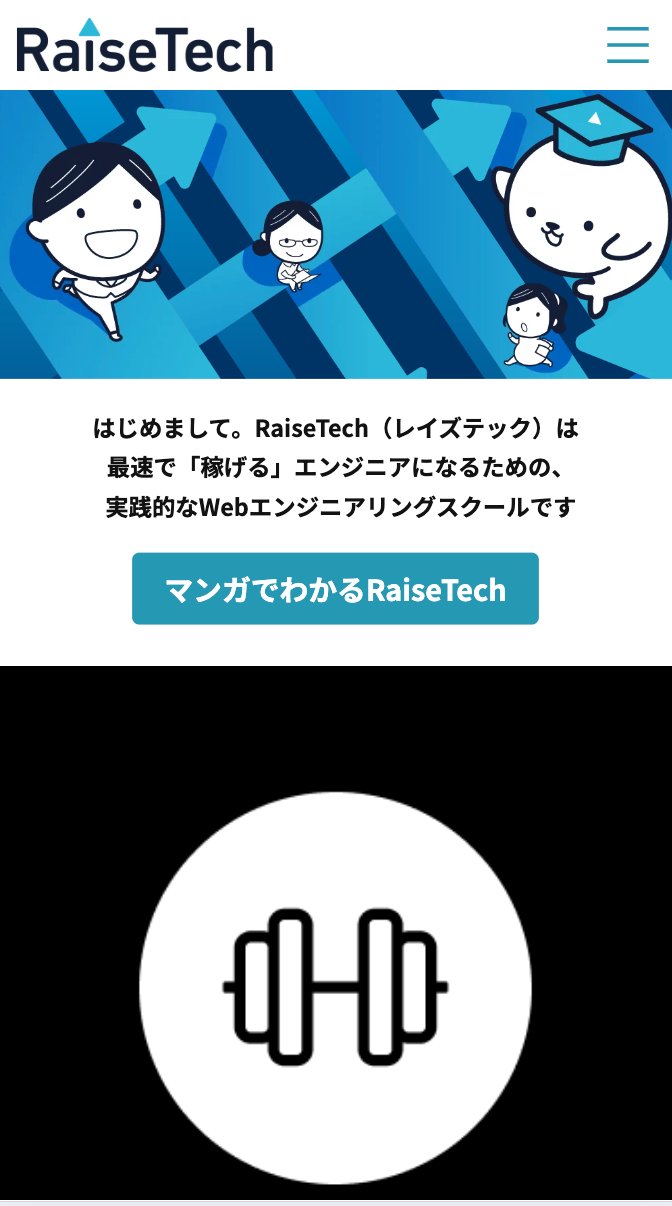 RaiseTech
はじめまして。RaiseTech（レイズテック）は
最速で「稼げる」エンジニアになるための、
実践的なWebエンジニアリングスクールです
マンガでわかるRaiseTech